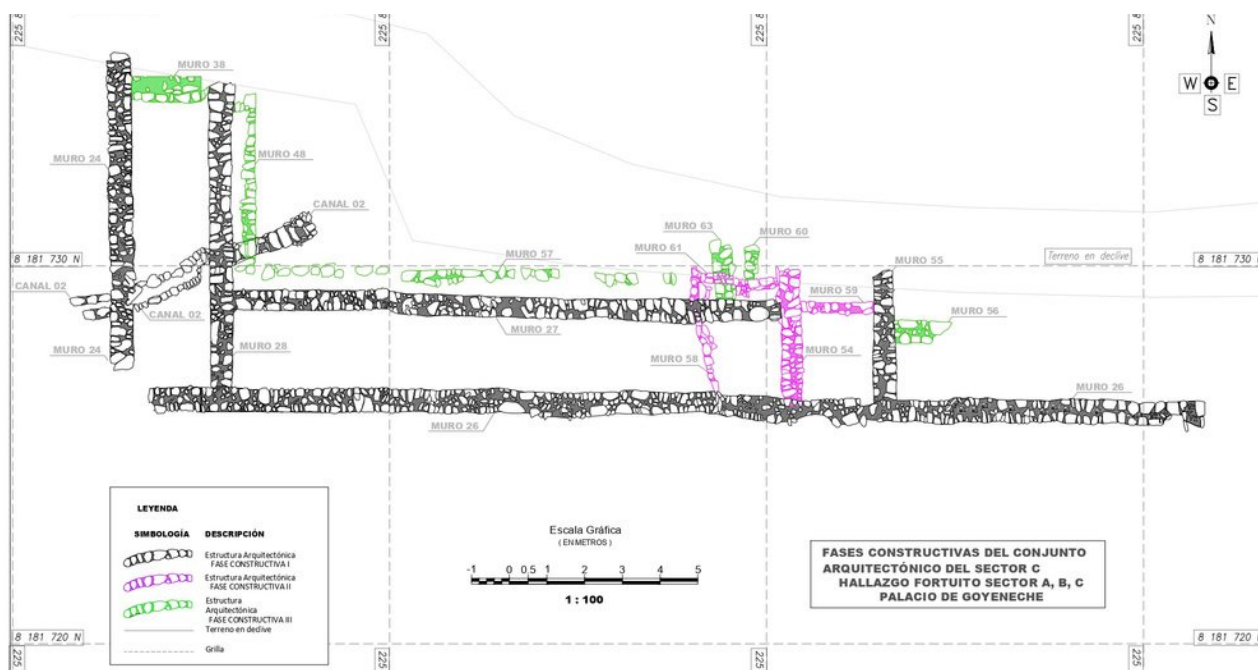 225 8
225 8
225 8
225 8
N
W E
S
MURO 38
MURO 24
MURO 48
CANAL 02
MURO 63
MURO 60
MURO 61
MURO 57
MURO 55
Terreno en declive
8 181 730 N
8 181 730 N
CANAL 02
CANAL 02
MURO 59
MURO 56
MURO 27
MURO 24
MURO 28
MURO 58
MURO 54
MURO 26
MURO 26
LEYENDA
SIMBOLOGÍA DESCRIPCIÓN
Estructura Arquitectónica
FASE CONSTRUCTIVA I
Estructura Arquitectónica
FASE CONSTRUCTIVA II
Estructura
Arquitectónica
FASE CONSTRUCTIVA III
Terreno en declive
Grilla
Escala Gráfica
( EN METROS )
-1 0 0.5 1 2 3 4 5
1 : 100
FASES CONSTRUCTIVAS DEL CONJUNTO
ARQUITECTÓNICO DEL SECTOR C
HALLAZGO FORTUITO SECTOR A, B, C
PALACIO DE GOYENECHE
8 181 720 N
8 181 720 N
225
225
225
225